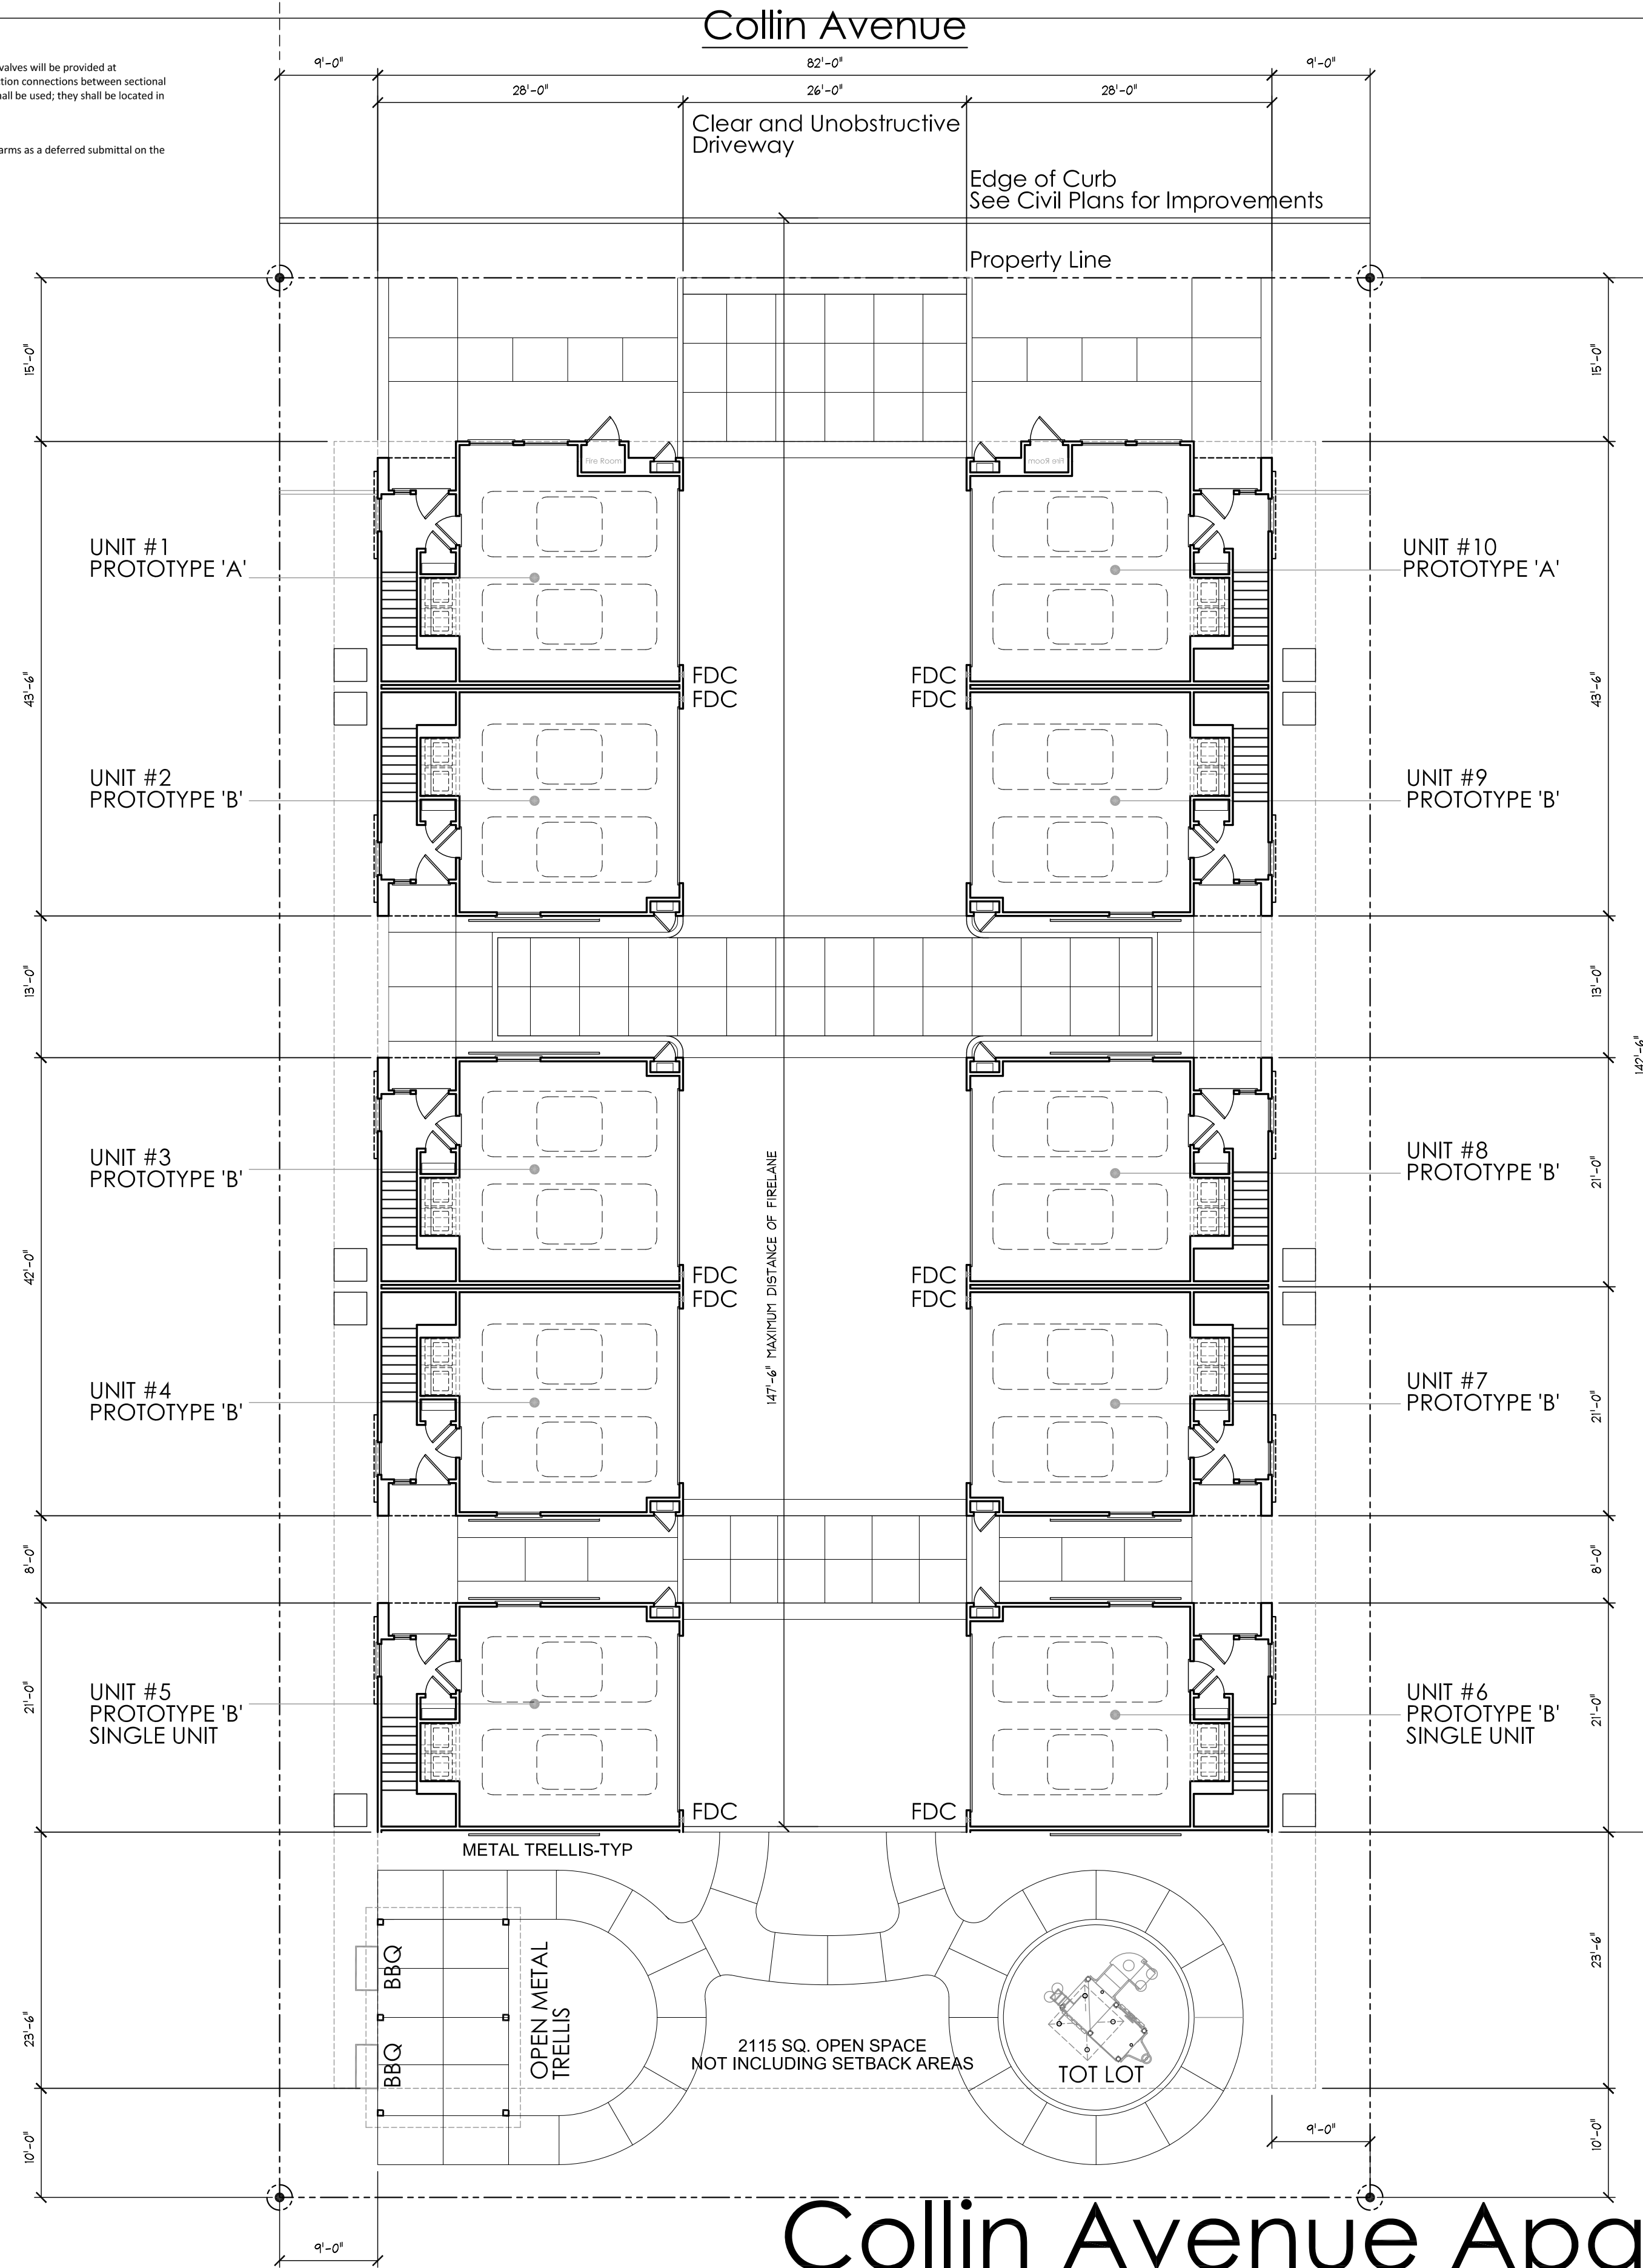 Collin Avenue
valves will be provided at
tion connections between sectional
all be used; they shall be located in
arms as a deferred submittal on the
9'-0"
82'-0"
9'-0"
28'-0"
26'-0"
28'-0"
Clear and Unobstructive
Driveway
Edge of Curb
See Civil Plans for Improvements
Property Line
15'-0"
15'-0"
Fire Room
Fire Room
UNIT #1
PROTOTYPE 'A'
UNIT #10
PROTOTYPE 'A'
43'-6"
FDC
FDC
FDC
FDC
43'-6"
UNIT #2
PROTOTYPE 'B'
UNIT #9
PROTOTYPE 'B'
13'-0"
13'-0"
142'-6"
UNIT #3
PROTOTYPE 'B'
147'-6" MAXIMUM DISTANCE OF FIRELANE
UNIT #8
PROTOTYPE 'B'
21'-0"
42'-0"
FDC
FDC
FDC
FDC
UNIT #4
PROTOTYPE 'B'
UNIT #7
PROTOTYPE 'B'
21'-0"
8'-0"
8'-0"
21'-0"
UNIT #5
PROTOTYPE 'B'
SINGLE UNIT
UNIT #6
PROTOTYPE 'B'
SINGLE UNIT
21'-0"
FDC
FDC
METAL TRELLIS-TYP
BBQ
BBQ
OPEN METAL
TRELLIS
23'-6"
23'-6"
2115 SQ. OPEN SPACE
NOT INCLUDING SETBACK AREAS
TOT LOT
9'-0"
10'-0"
10'-0"
9'-0"
Collin Avenue Apa